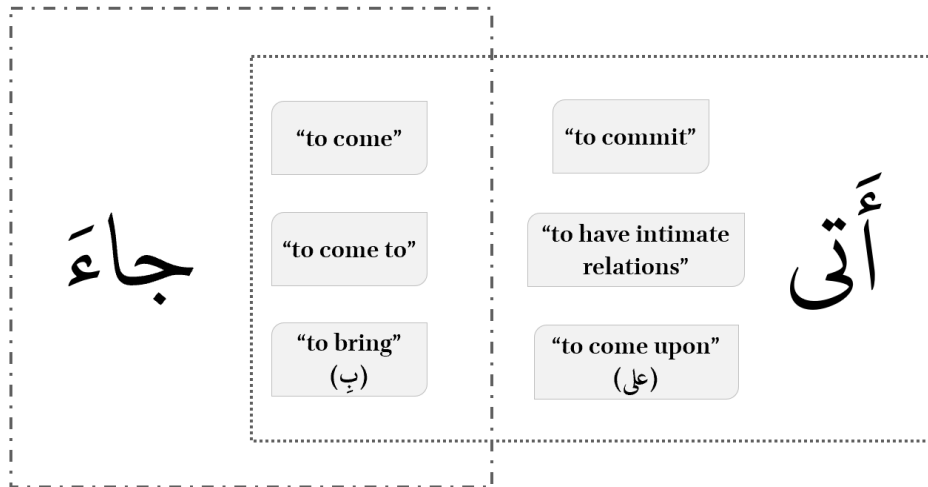 جاءَ
“to come”
“to come to”
“to bring”
(بِ)
“to commit”
“to have intimate
relations”
“to come upon”
(على)
أَتى